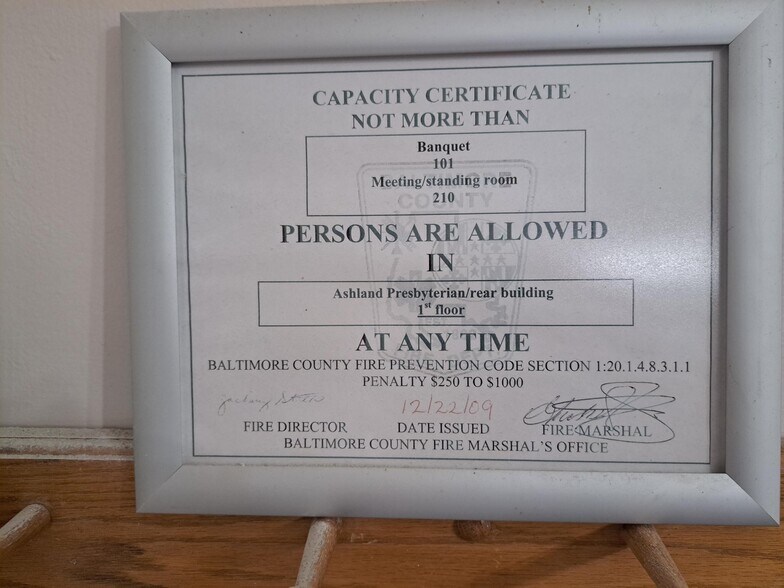 CAPACITY CERTIFICATE
NOT MORE THAN
Banquet
101
Meeting/standing room
210
PERSONS ARE ALLOWED
IN
Ashland Presbyterian/rear building
1st floor
AT ANY TIME
BALTIMORE COUNTY FIRE PREVENTION CODE SECTION 1:20.1.4.8.3.1.1
PENALTY $250 TO $1000
12/22/09
FIRE DIRECTOR DATE ISSUED FIRE MARSHAL
BALTIMORE COUNTY FIRE MARSHAL'S OFFICE